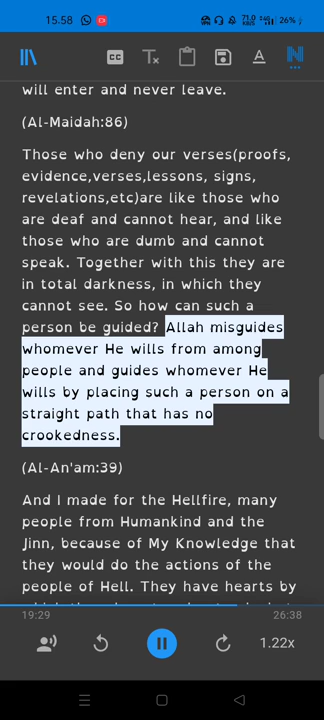 15.58
71.0 KB/S
26%
CC
will enter and never leave.
(Al-Maidah:86)
Those who deny our verses(proofs,
evidence,verses,lessons, signs,
revelations,etc)are like those who
are deaf and cannot hear, and like
those who are dumb and cannot
speak. Together with this they are
in total darkness, in which they
cannot see. So how can such a
person be guided? Allah misguides
whomever He wills from among
people and guides whomever He
wills by placing such a person on a
straight path that has no
crookedness.
(Al-An'am:39)
And I made for the Hellfire, many
people from Humankind and the
Jinn, because of My Knowledge that
they would do the actions of the
people of Hell. They have hearts by
19:29
26:38
1.22x